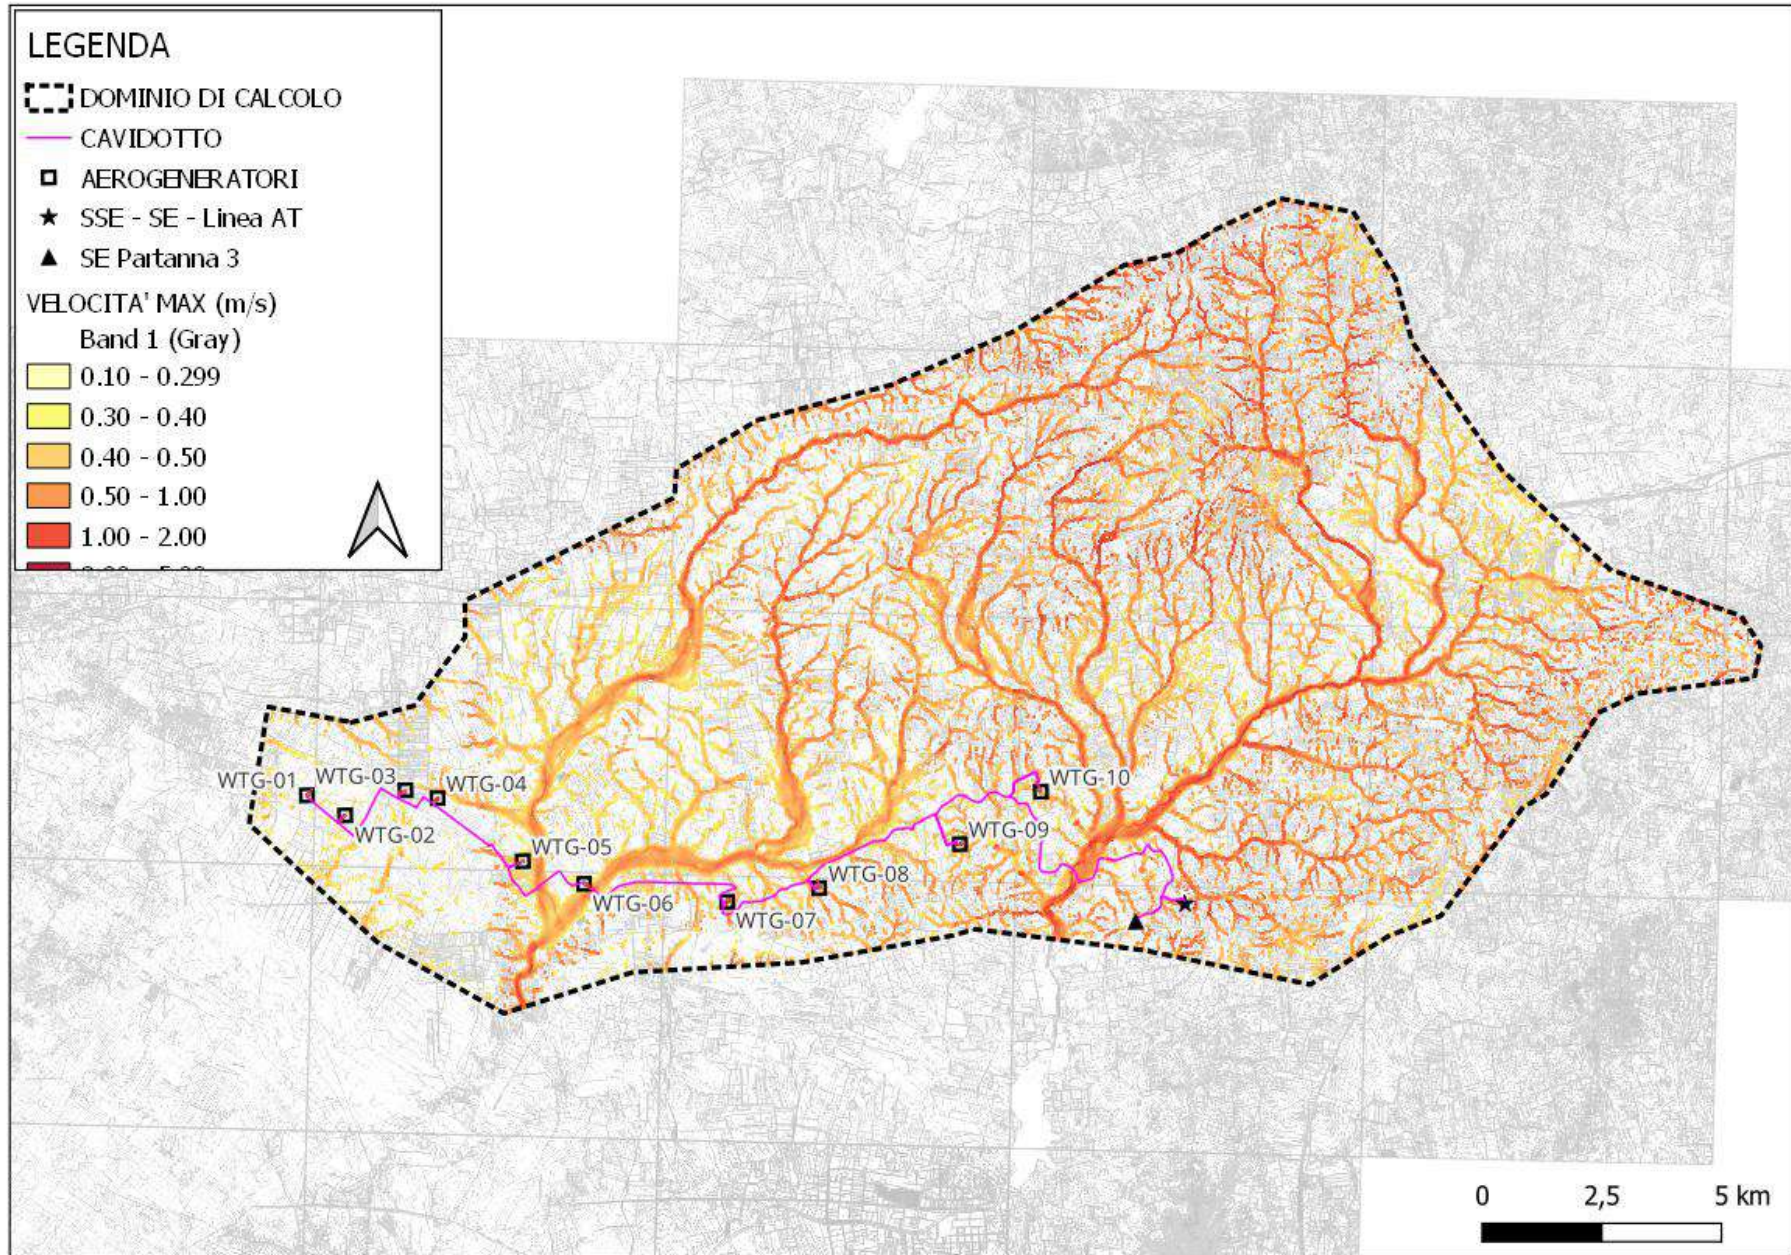 LEGENDA
DOMINIO DI CALCOLO
CAVIDOTTO
AEROGENERATORI
SSE - SE - Linea AT
SE Partanna 3
VELOCITA' MAX (m/s)
Band 1 (Gray)
0.10 - 0.299
0.30 - 0.40
0.40 - 0.50
0.50 - 1.00
1.00 - 2.00
WTG-01
WTG-03
WTG-04
WTG-02
WTG-05
WTG-06
WTG-07
WTG-08
WTG-09
WTG-10
0 2,5 5 km